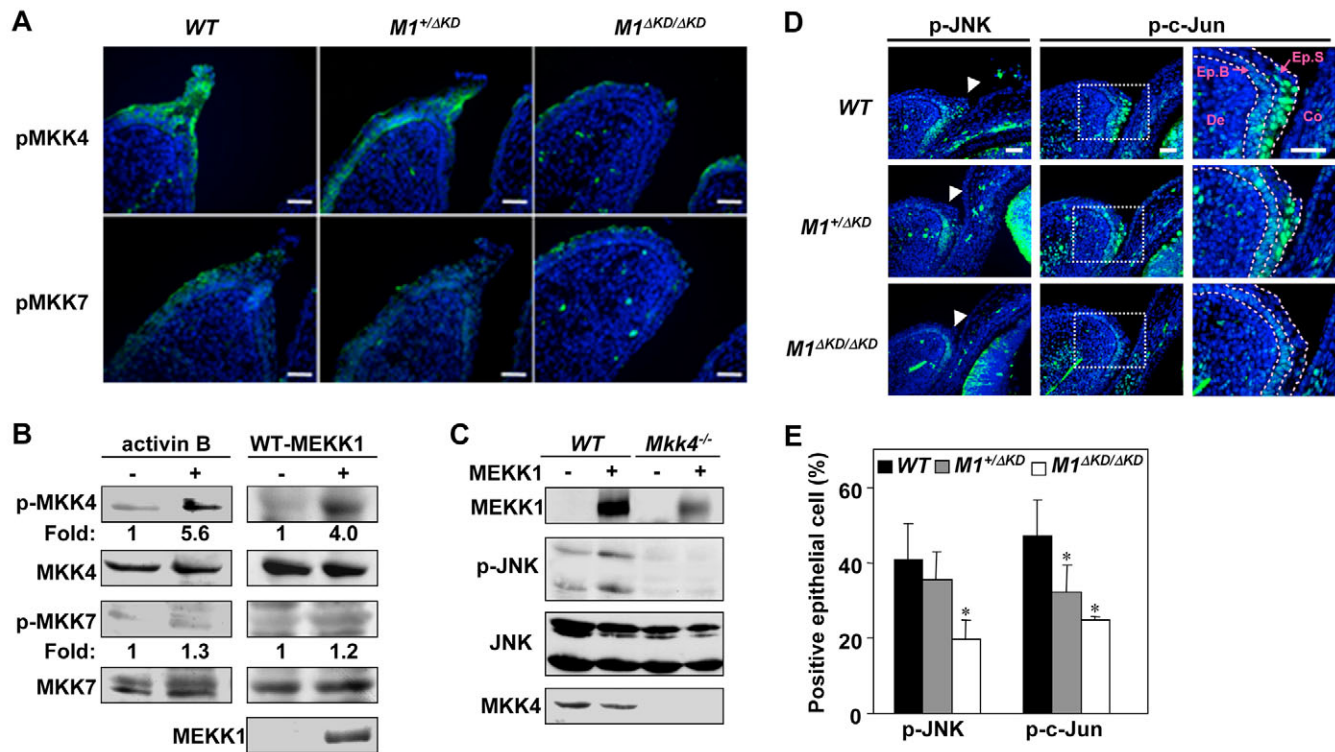 A
WT M1+/ΔKD M1ΔKD/ΔKD
pMKK4
pMKK7
B
activin B WT-MEKK1
- + - +
p-MKK4
Fold: 1 5.6 1 4.0
MKK4
p-MKK7
Fold: 1 1.3 1 1.2
MKK7
MEKK1
C
WT Mkk4-/-
MEKK1 - + - +
MEKK1
p-JNK
JNK
MKK4
D
p-JNK p-c-Jun
WT
Ep.B Ep.S
De Co
M1+/ΔKD
M1ΔKD/ΔKD
E
WT M1+/ΔKD M1ΔKD/ΔKD
Positive epithelial cell (%)
60
40
20
0
* * *
p-JNK p-c-Jun